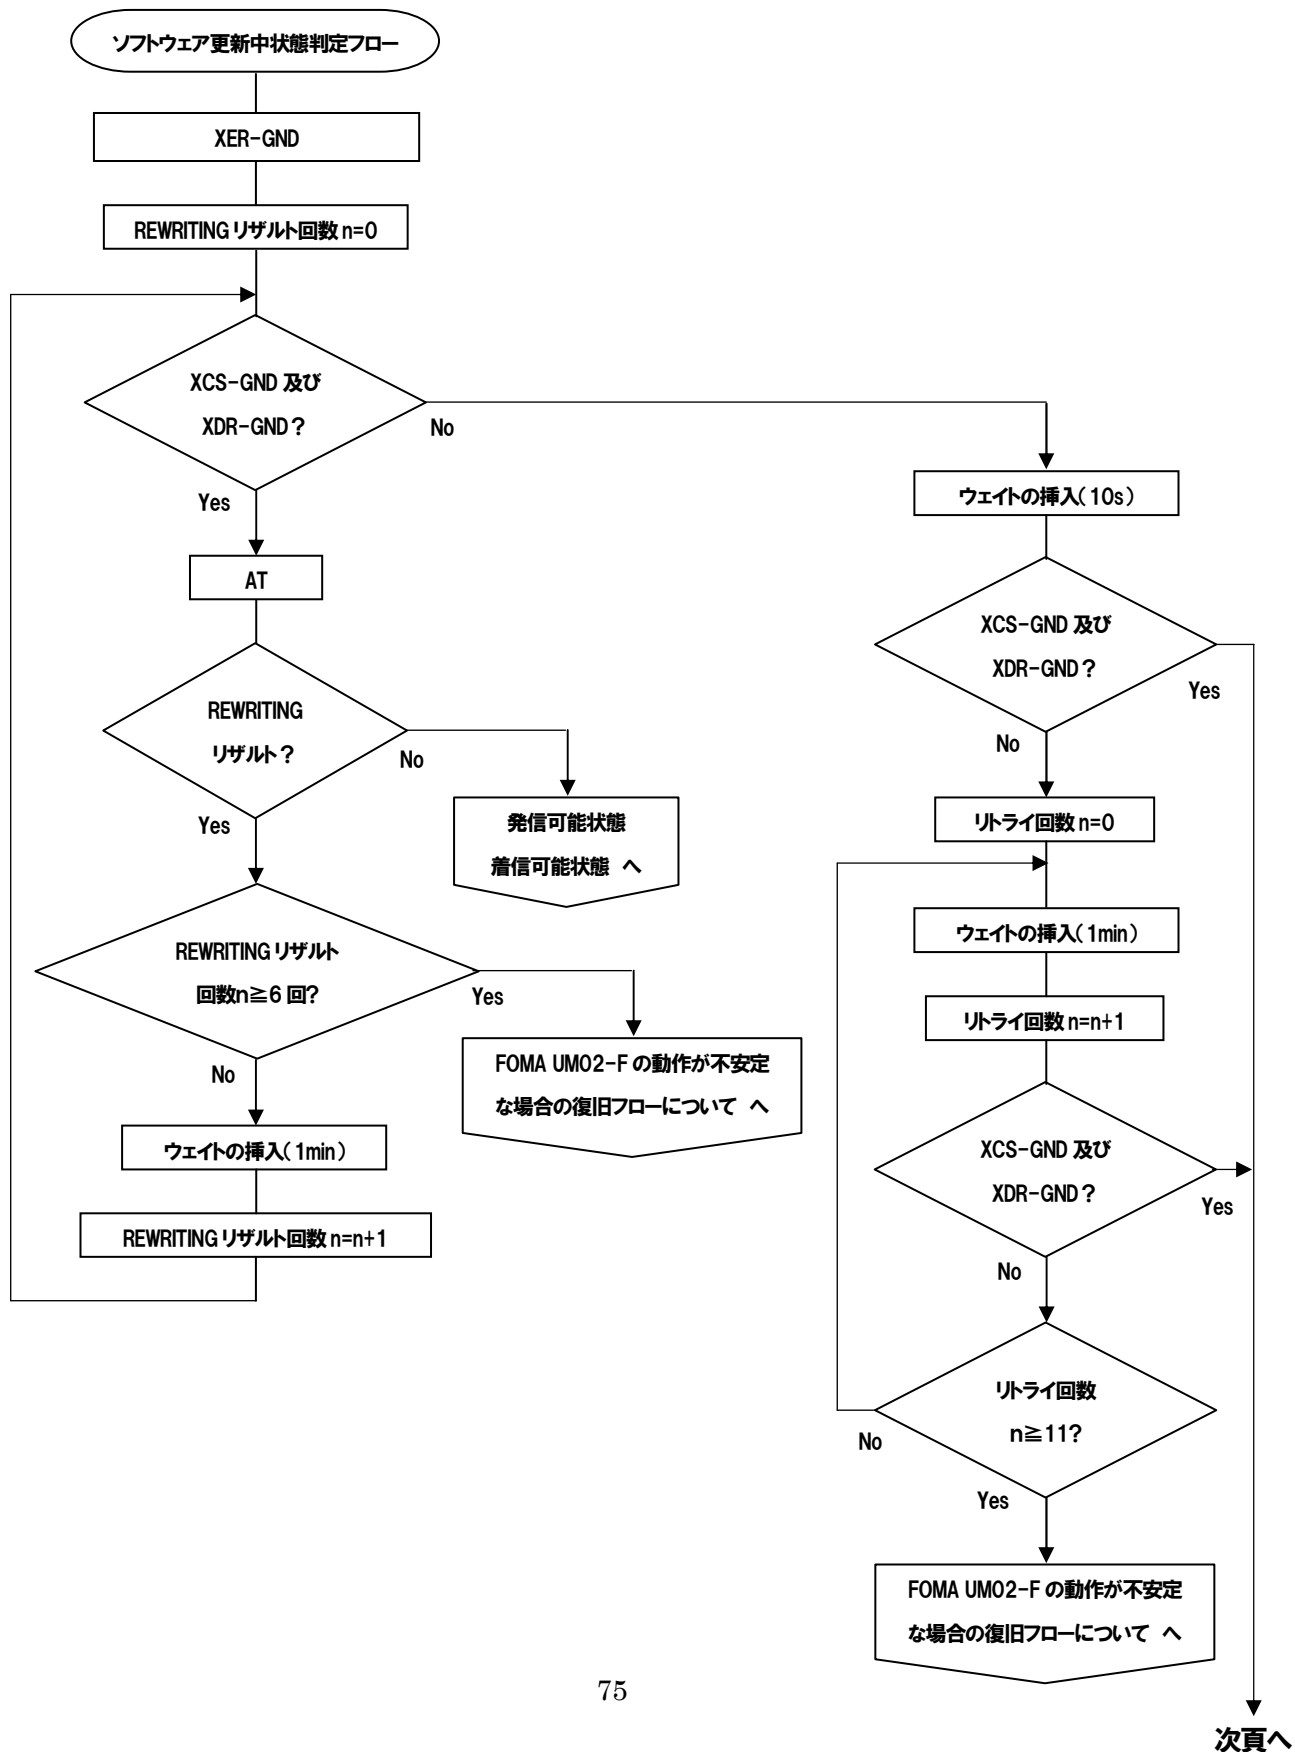 ソフトウェア更新中状態判定フロー
XER-GND
REWRITING リザルト回数 n=0
XCS-GND 及び
XDR-GND？
No
Yes
AT
REWRITING
リザルト？
No
Yes
発信可能状態
着信可能状態 へ
REWRITING リザルト
回数n≧6 回?
Yes
No
FOMA UM02-F の動作が不安定
な場合の復旧フローについて へ
ウェイトの挿入（1min）
REWRITING リザルト回数 n=n+1
ウェイトの挿入（10s）
XCS-GND 及び
XDR-GND？
Yes
No
リトライ回数 n=0
ウェイトの挿入（1min）
リトライ回数 n=n+1
XCS-GND 及び
XDR-GND？
Yes
No
リトライ回数
n≧11?
No
Yes
FOMA UM02-F の動作が不安定
な場合の復旧フローについて へ
75
次頁へ